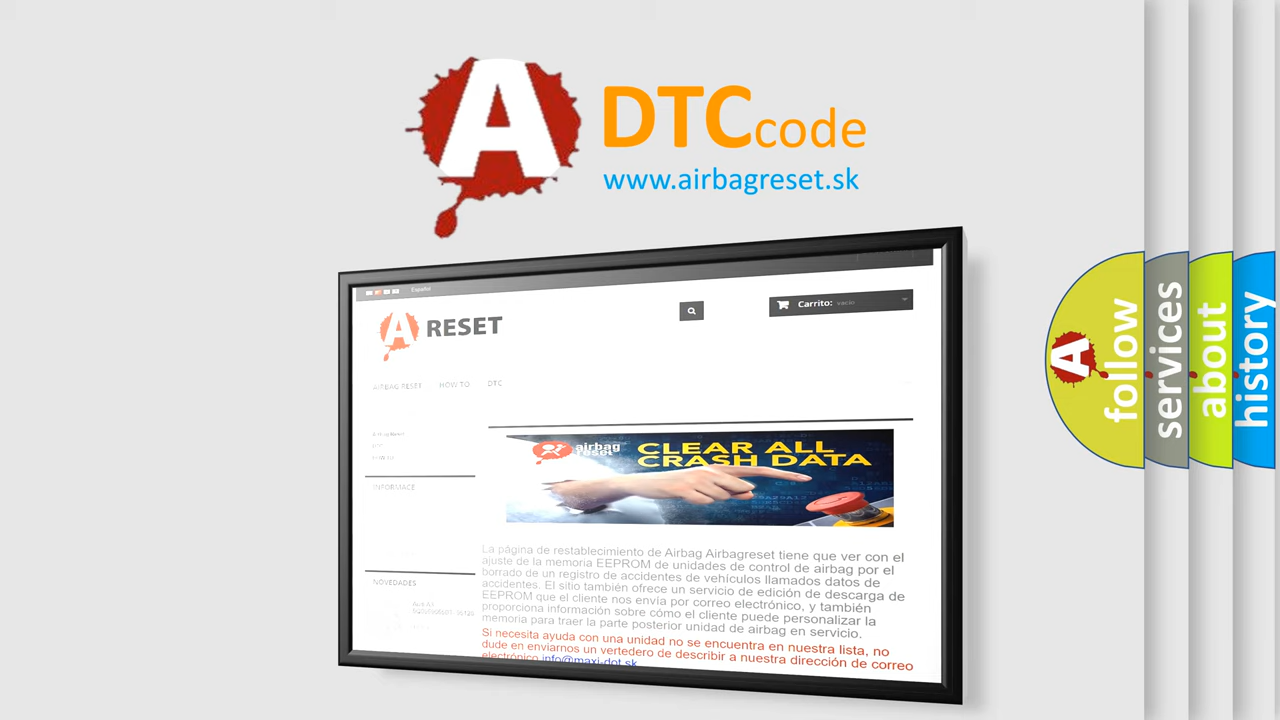 A
DTCcode
www.airbagreset.sk
Español
A RESET
Carrito: vacío
AIRBAG RESET HOW TO DTC
Airbag Reset
DTC
HOW TO
INFORMACE
airbag
reset
CLEAR ALL
CRASH DATA
La página de restablecimiento de Airbag Airbagreset tiene que ver con el
ajuste de la memoria EEPROM de unidades de control de airbag por el
borrado de un registro de accidentes de vehículos llamados datos de
accidentes. El sitio también ofrece un servicio de edición de descarga de
EEPROM que el cliente nos envía por correo electrónico, y también
proporciona información sobre cómo el cliente puede personalizar la
memoria para traer la parte posterior unidad de airbag en servicio.
Si necesita ayuda con una unidad no se encuentra en nuestra lista, no
dude en enviarnos un vertedero de describir a nuestra dirección de correo
electrónico info@maxi-dot.sk
NOVEDADES
A
follow
services
about
history